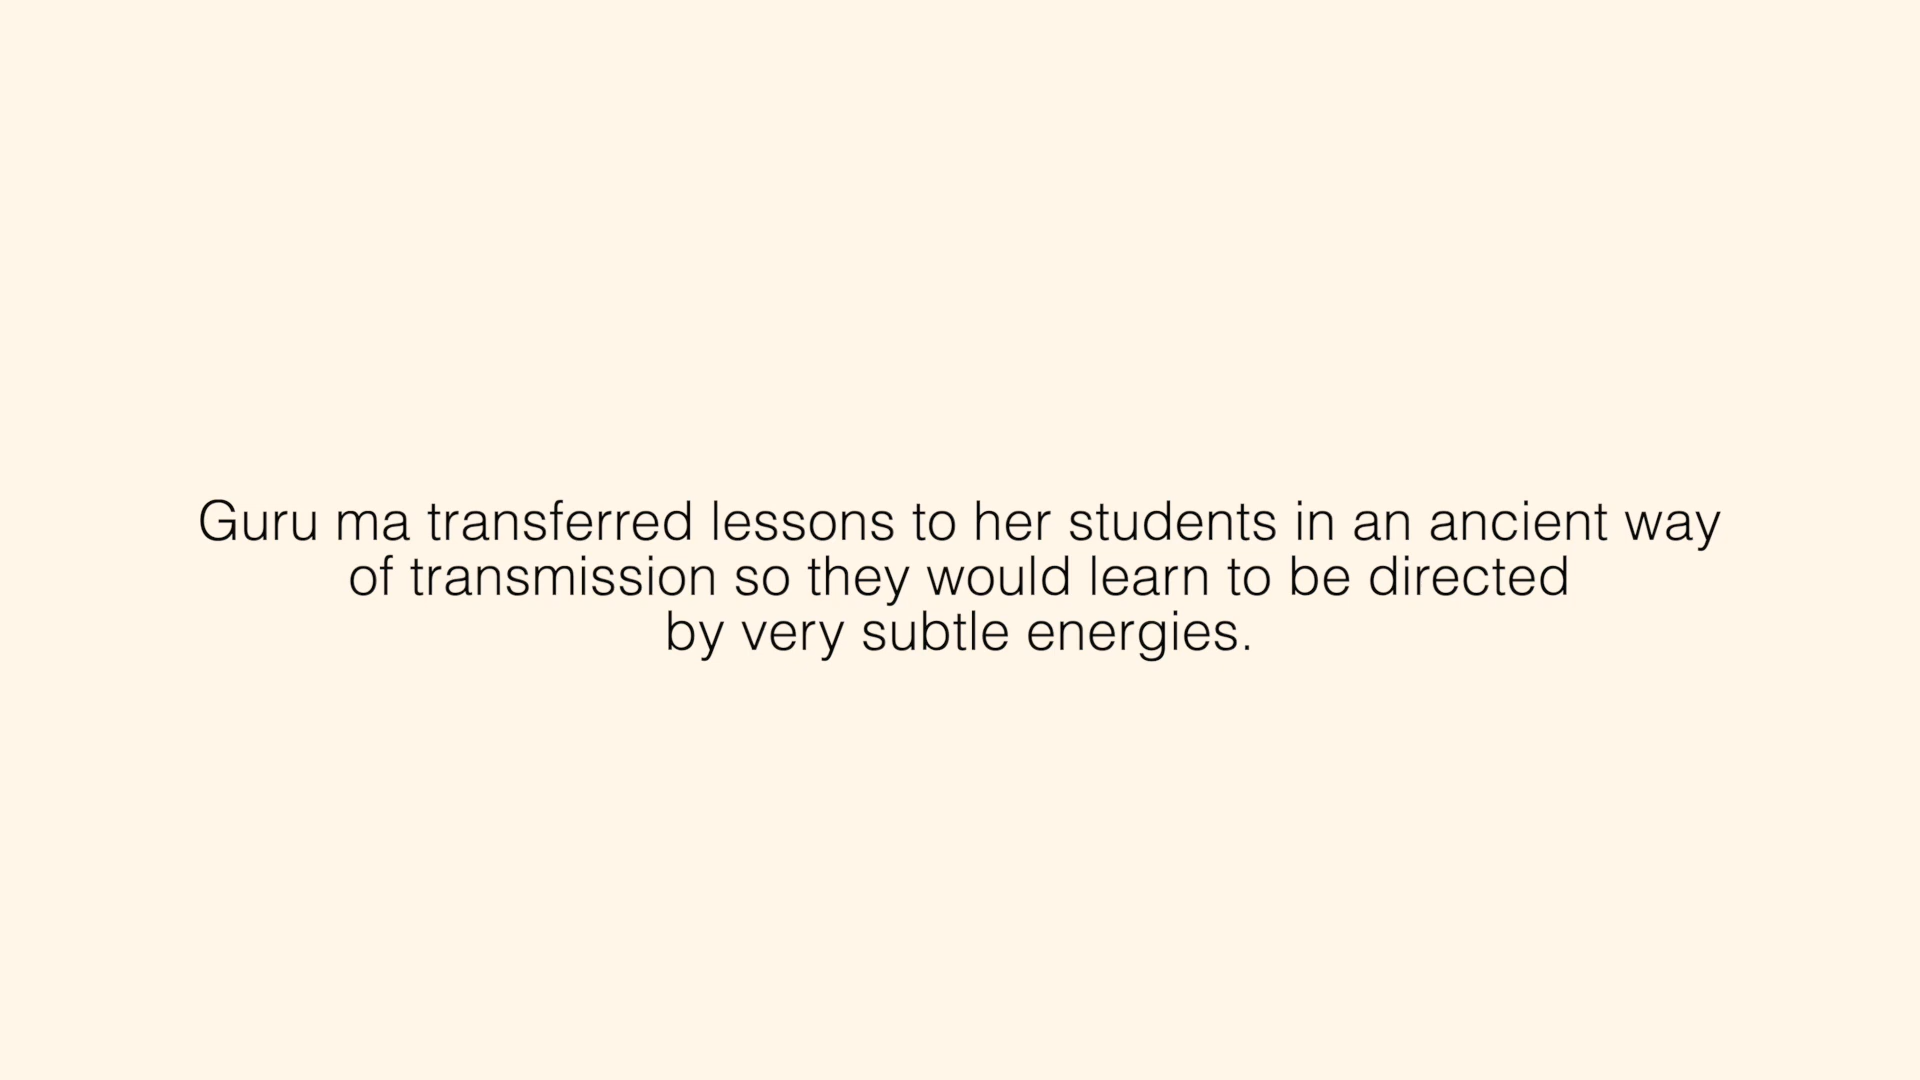 Guru ma transferred lessons to her students in an ancient way
of transmission so they would learn to be directed
by very subtle energies.